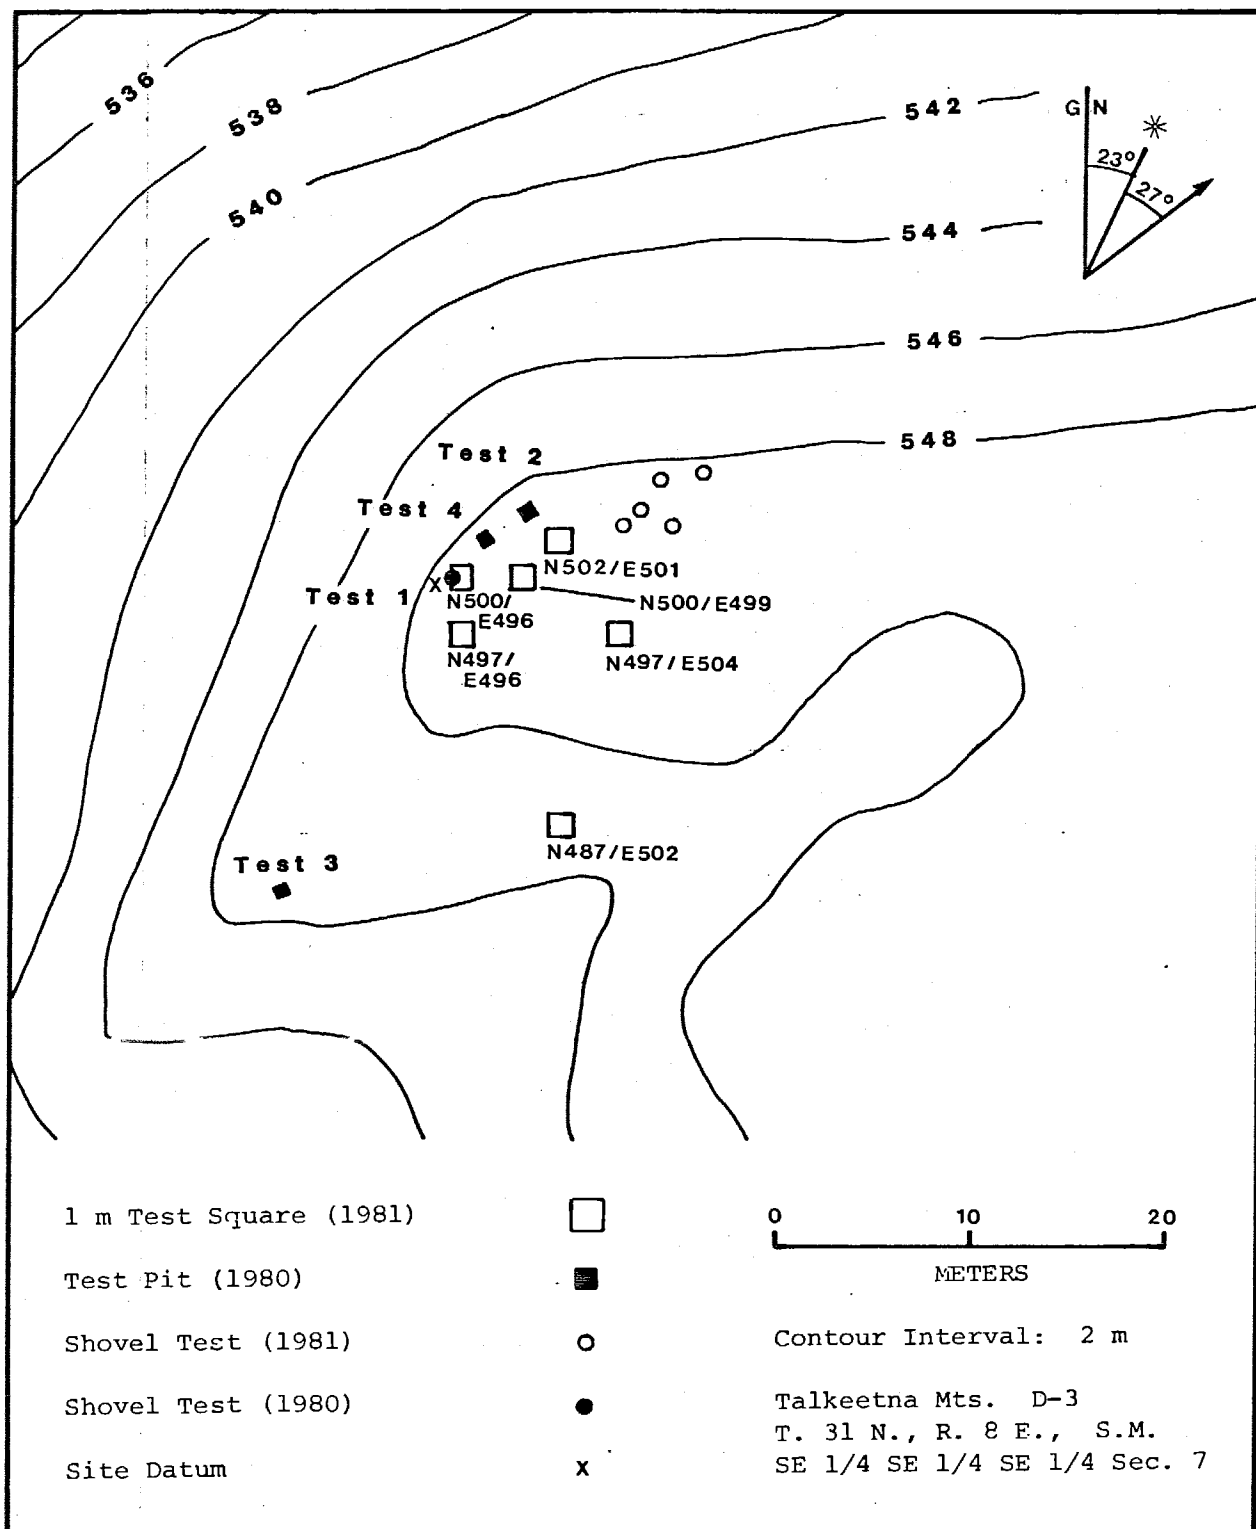 536
538
540
542
544
546
548
G N
23°
27°
Test 2
Test 4
Test 1
X
N502/E501
N500/
E496
N500/E499
N497/
E496
N497/E504
N487/E502
Test 3
1 m Test Square (1981)
Test Pit (1980)
Shovel Test (1981)
Shovel Test (1980)
Site Datum
X
0 10 20
METERS
Contour Interval: 2 m
Talkeetna Mts. D-3
T. 31 N., R. 8 E., S.M.
SE 1/4 SE 1/4 SE 1/4 Sec. 7